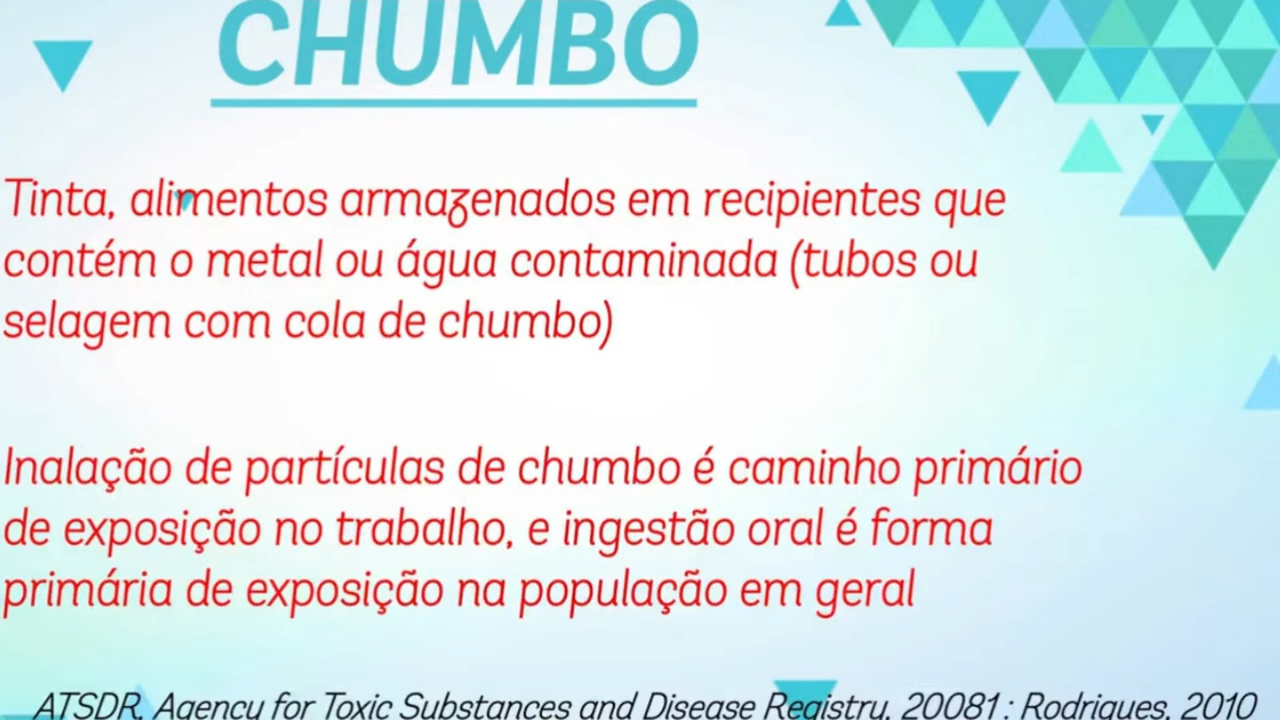 CHUMBO
Tinta, alimentos armazenados em recipientes que
contém o metal ou água contaminada (tubos ou
selagem com cola de chumbo)
Inalação de partículas de chumbo é caminho primário
de exposição no trabalho, e ingestão oral é forma
primária de exposição na população em geral
ATSDR, Agency for Toxic Substances and Disease Registry, 20081 ; Rodrigues, 2010